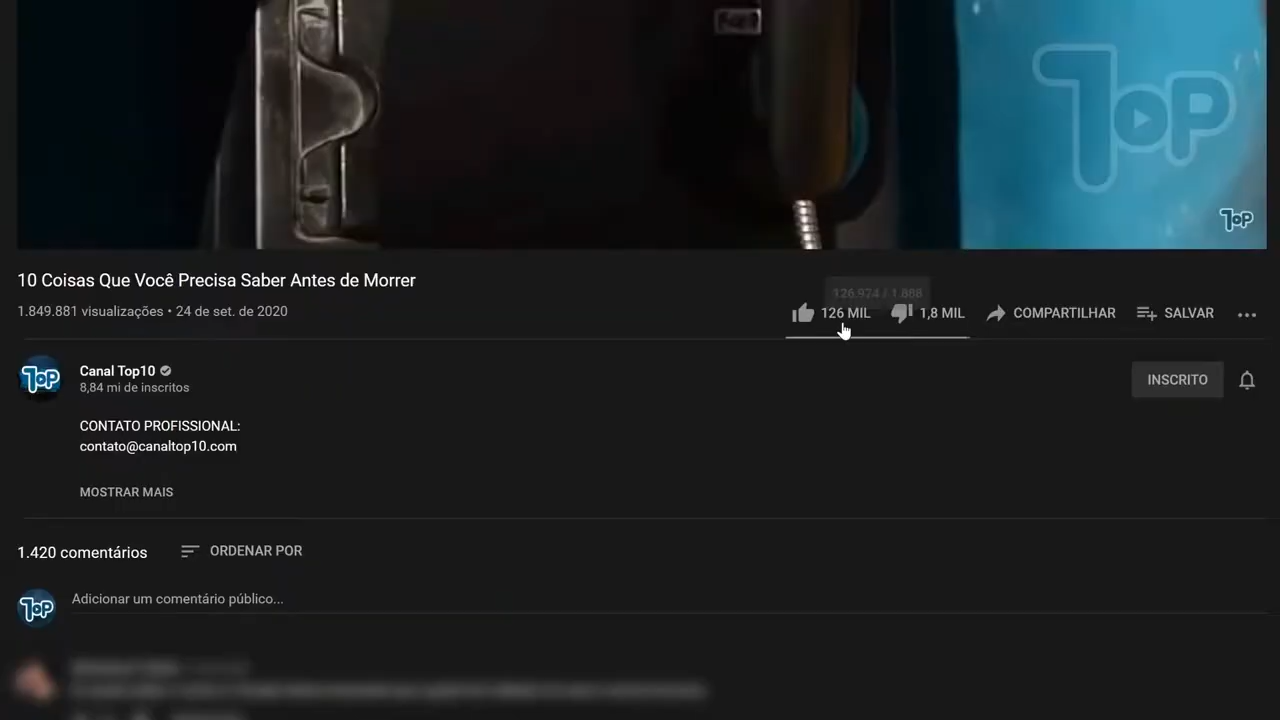 TOP
TOP
10 Coisas Que Você Precisa Saber Antes de Morrer
1.849.881 visualizações • 24 de set. de 2020
126.974 / 1.888
126 MIL 1,8 MIL COMPARTILHAR SALVAR
TOP
Canal Top10
8,84 mi de inscritos
INSCRITO
CONTATO PROFISSIONAL:
contato@canaltop10.com
MOSTRAR MAIS
1.420 comentários ORDENAR POR
TOP
Adicionar um comentário público...